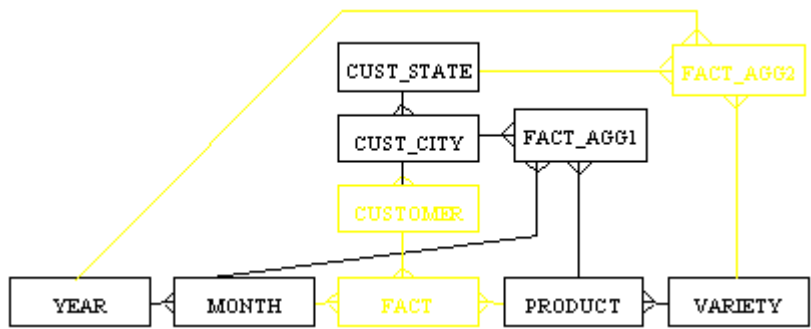 CUST_STATE
FACT_AGG2
CUST_CITY
FACT_AGG1
CUSTOMER
YEAR
MONTH
FACT
PRODUCT
VARIETY